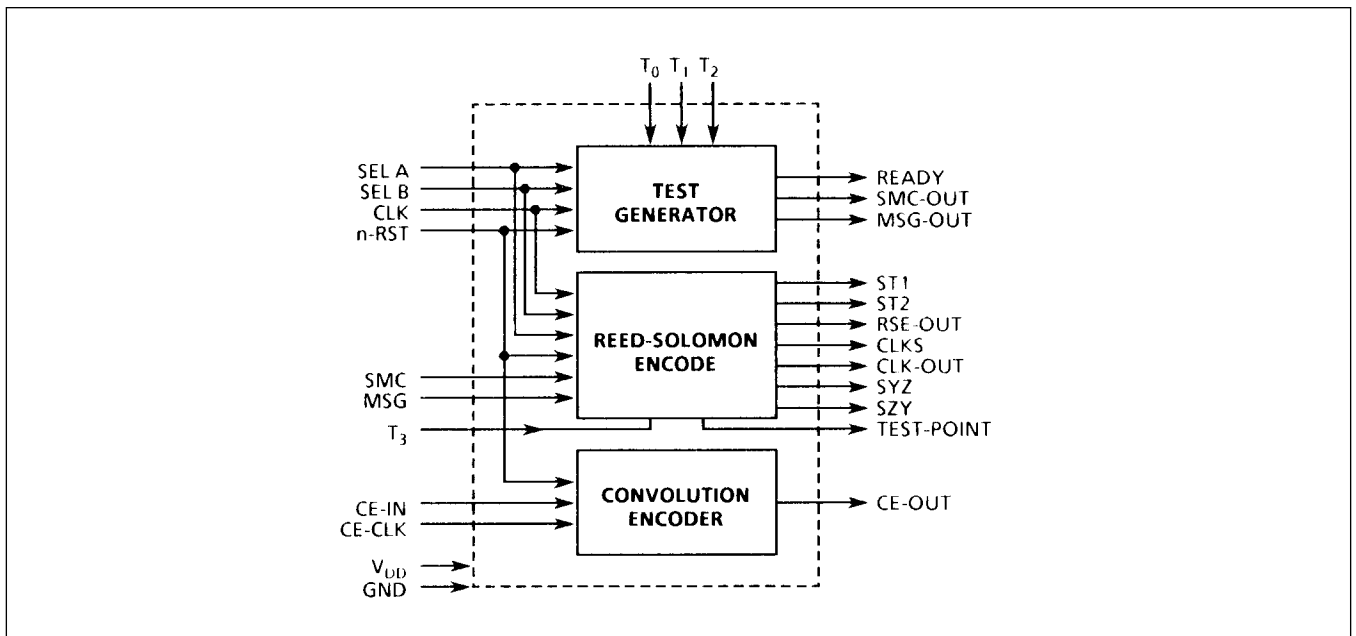 T0 T1 T2
SEL A
SEL B
CLK
n-RST
TEST
GENERATOR
READY
SMC-OUT
MSG-OUT
SMC
MSG
T3
REED-SOLOMON
ENCODE
ST1
ST2
RSE-OUT
CLKS
CLK-OUT
SYZ
SZY
TEST-POINT
CE-IN
CE-CLK
CONVOLUTION
ENCODER
CE-OUT
VDD
GND